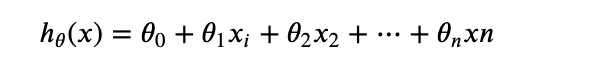 hθ(x) = θ0 + θ1xi + θ2x2 + ⋯ + θnxn